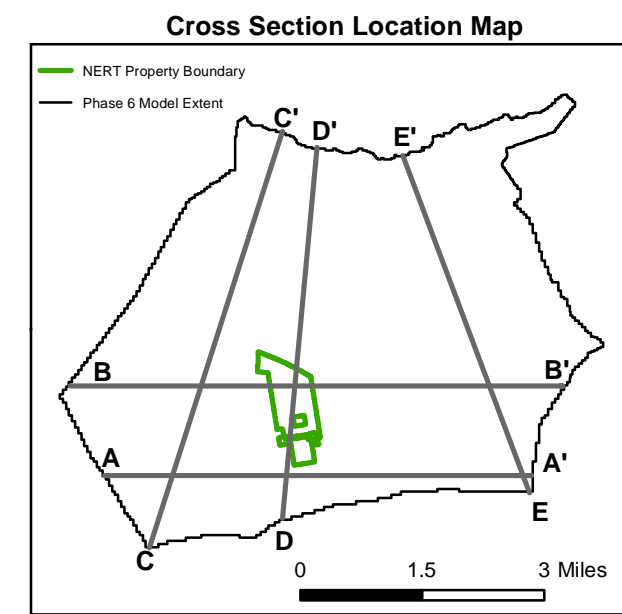 Cross Section Location Map
NERT Property Boundary
Phase 6 Model Extent
C'
D'
E'
B
B'
A
A'
E
D
C
0 1.5 3 Miles